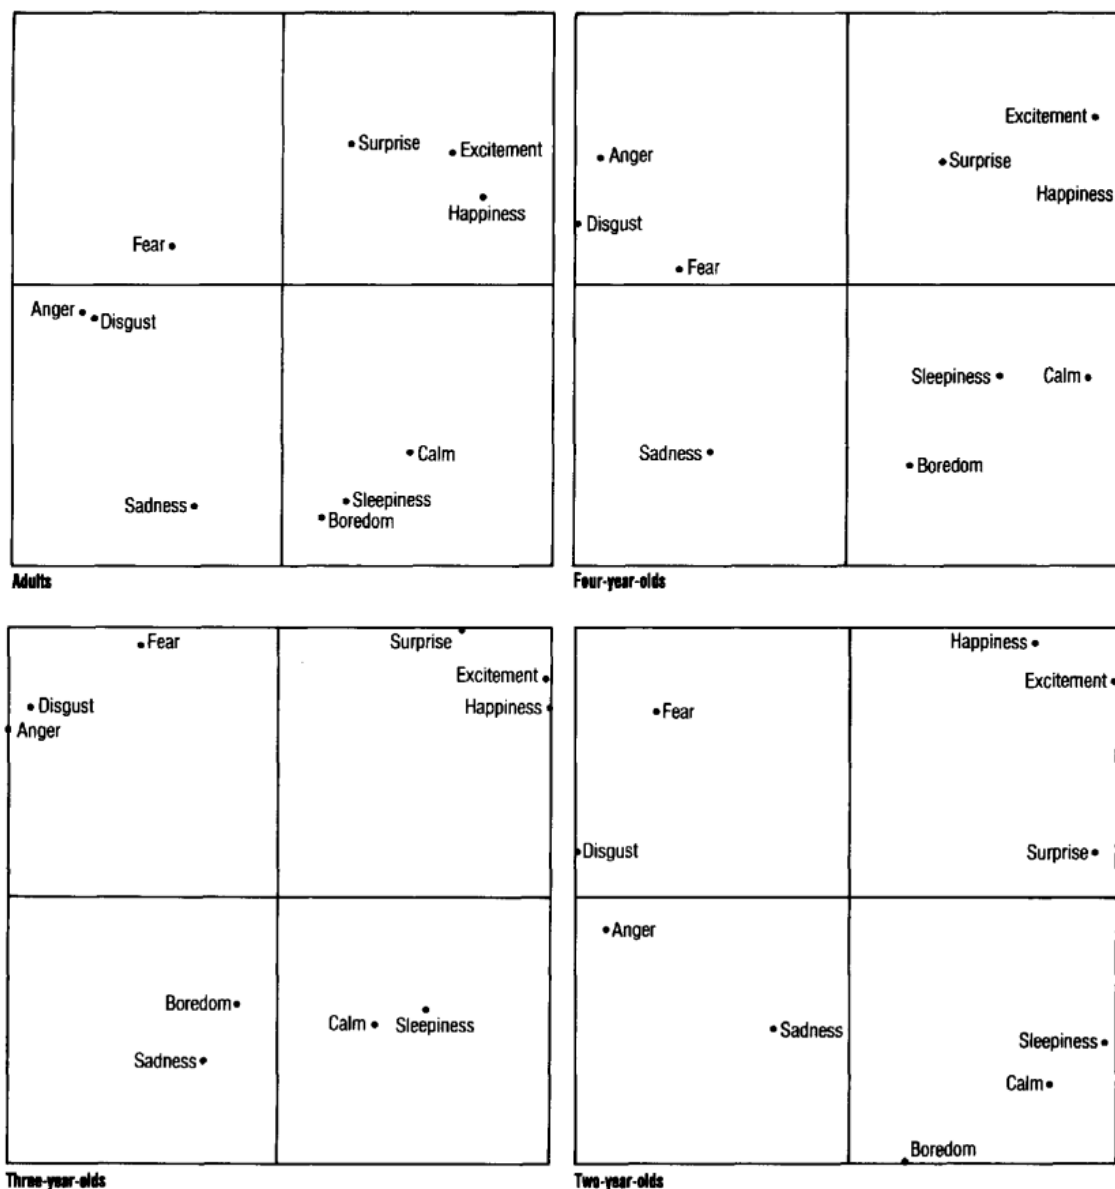 Surprise
Excitement
Happiness
Fear
Anger
Disgust
Calm
Sleepiness
Boredom
Sadness
Adults
Excitement
Anger
Surprise
Happiness
Disgust
Fear
Sleepiness
Calm
Sadness
Boredom
Four-year-olds
Fear
Surprise
Excitement
Disgust
Happiness
Anger
Boredom
Calm
Sleepiness
Sadness
Three-year-olds
Happiness
Excitement
Fear
Disgust
Surprise
Anger
Sadness
Sleepiness
Calm
Boredom
Two-year-olds